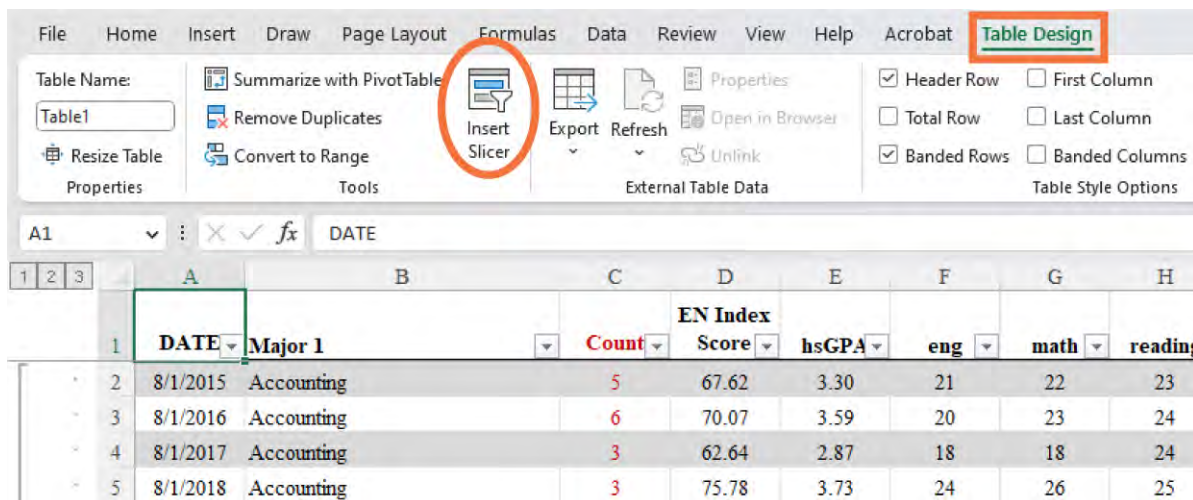 File Home Insert Draw Page Layout Formulas Data Review View Help Acrobat Table Design
Table Name:
Table1
Resize Table
Properties
Summarize with PivotTable
Remove Duplicates
Convert to Range
Tools
Insert
Slicer
Export
Refresh
Properties
Open in Browser
Unlink
External Table Data
Header Row
First Column
Total Row
Last Column
Banded Rows
Banded Columns
Table Style Options
A1 fx DATE
1 2 3 A B C D E F G H
EN Index
1 DATE Major 1 Count Score hsGPA eng math reading
2 8/1/2015 Accounting 5 67.62 3.30 21 22 23
3 8/1/2016 Accounting 6 70.07 3.59 20 23 24
4 8/1/2017 Accounting 3 62.64 2.87 18 18 24
5 8/1/2018 Accounting 3 75.78 3.73 24 26 25